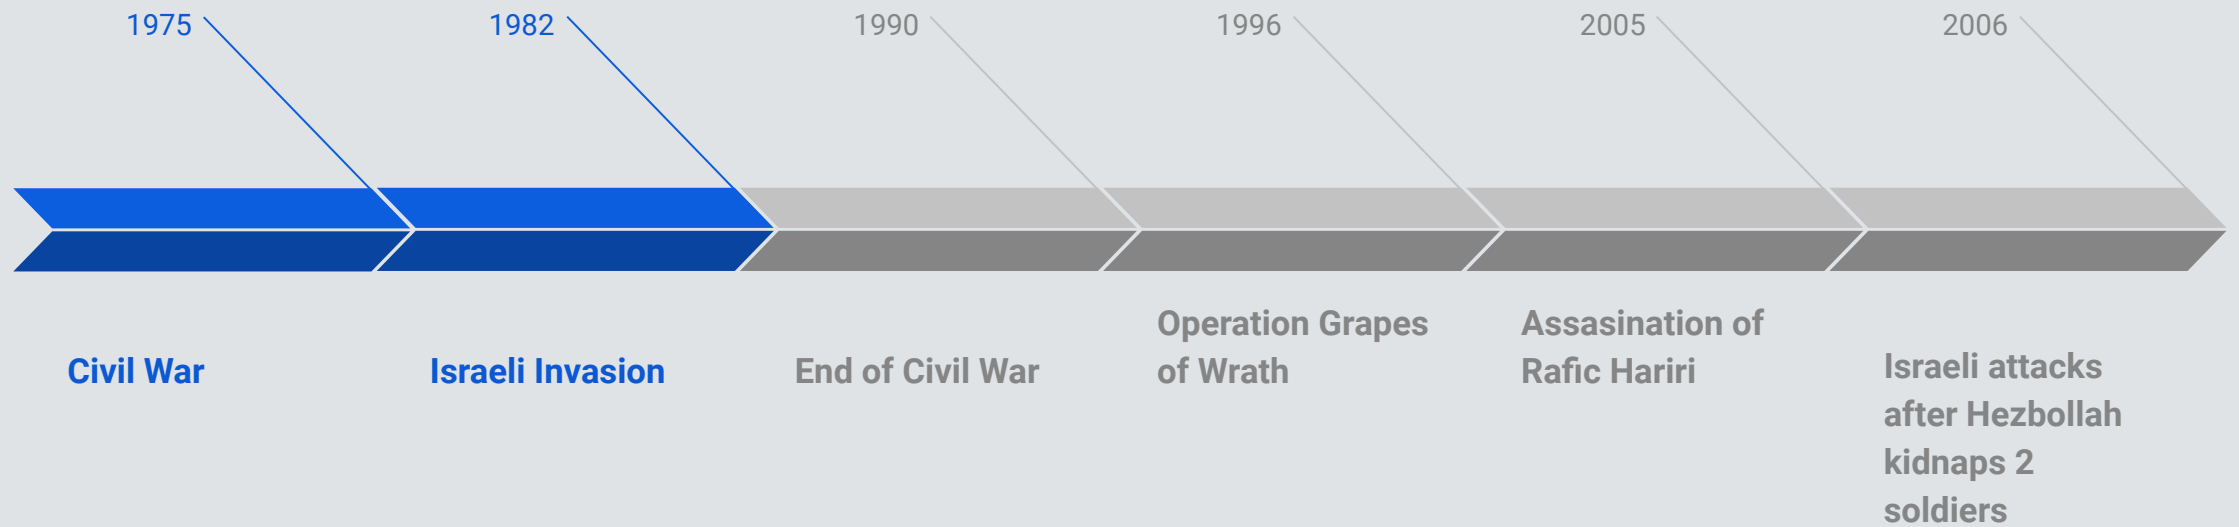 1975
1982
1990
1996
2005
2006
Civil War
Israeli Invasion
End of Civil War
Operation Grapes
of Wrath
Assasination of
Rafic Hariri
Israeli attacks
after Hezbollah
kidnaps 2
soldiers